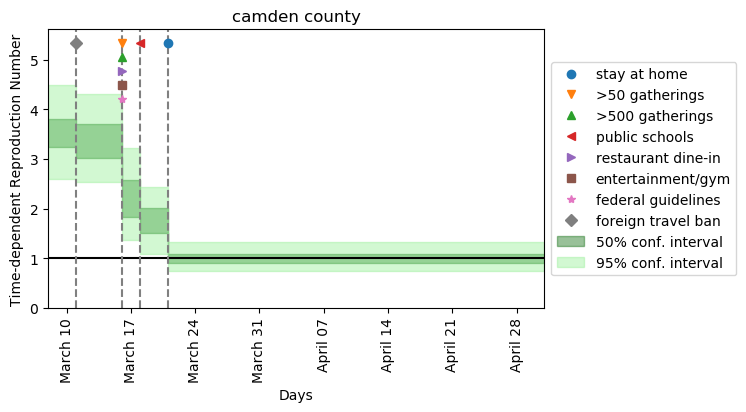 camden county
Time-dependent Reproduction Number
5
4
3
2
1
0
March 10
March 17
March 24
March 31
April 07
April 14
April 21
April 28
Days
stay at home
>50 gatherings
>500 gatherings
public schools
restaurant dine-in
entertainment/gym
federal guidelines
foreign travel ban
50% conf. interval
95% conf. interval